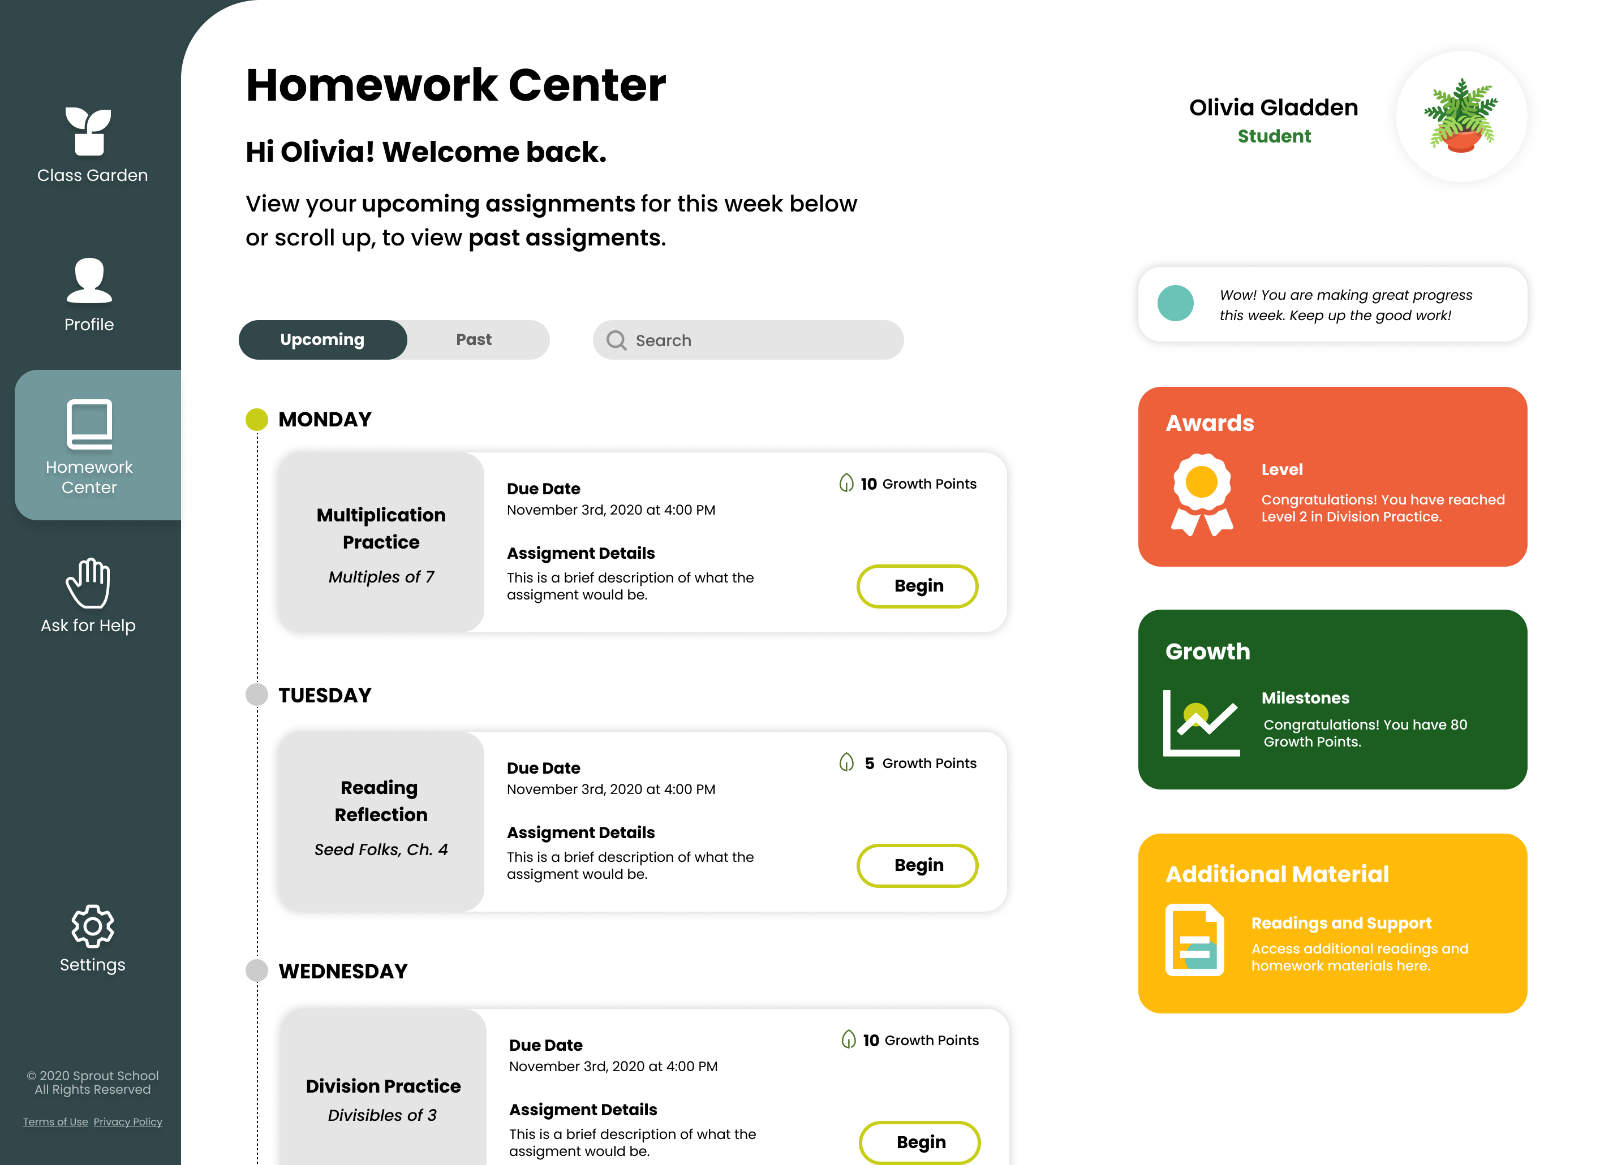 Class Garden
Profile
Homework
Center
Ask for Help
Settings
© 2020 Sprout School
All Rights Reserved
Terms of Use Privacy Policy
Homework Center
Hi Olivia! Welcome back.
View your upcoming assignments for this week below
or scroll up, to view past assigments.
Upcoming
Past
Search
MONDAY
Multiplication
Practice
Multiples of 7
Due Date
November 3rd, 2020 at 4:00 PM
10 Growth Points
Assigment Details
This is a brief description of what the
assigment would be.
Begin
TUESDAY
Reading
Reflection
Seed Folks, Ch. 4
Due Date
November 3rd, 2020 at 4:00 PM
5 Growth Points
Assigment Details
This is a brief description of what the
assigment would be.
Begin
WEDNESDAY
Division Practice
Divisibles of 3
Due Date
November 3rd, 2020 at 4:00 PM
10 Growth Points
Assigment Details
This is a brief description of what the
assigment would be.
Begin
Olivia Gladden
Student
Wow! You are making great progress
this week. Keep up the good work!
Awards
Level
Congratulations! You have reached
Level 2 in Division Practice.
Growth
Milestones
Congratulations! You have 80
Growth Points.
Additional Material
Readings and Support
Access additional readings and
homework materials here.